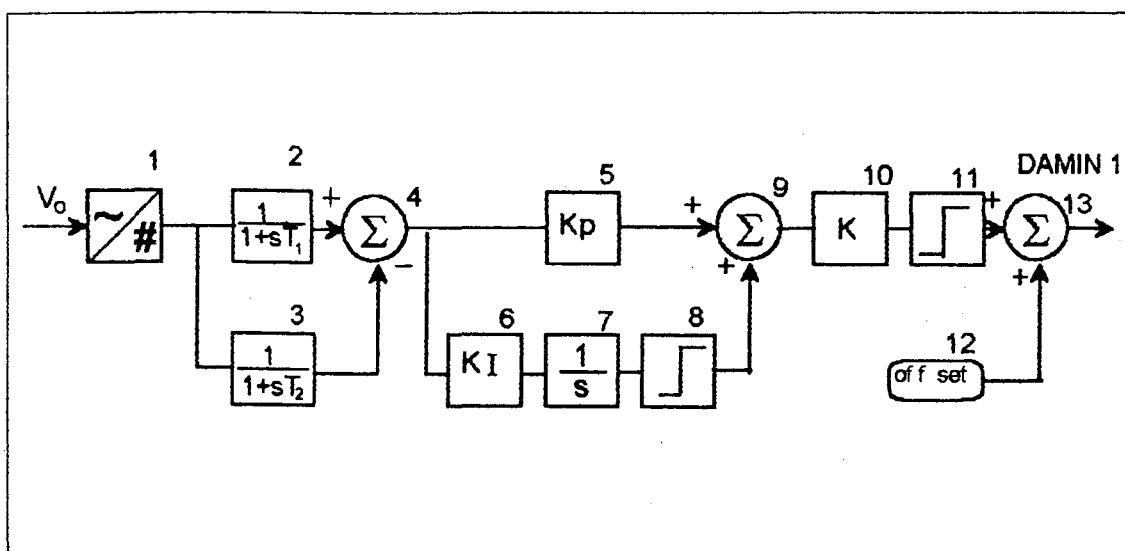 1
2
3
4
5
6
7
8
9
10
11
12
13
DAMIN 1
V₀
~
#
1
1+sT₁
+
Σ
−
1
1+sT₂
Kp
K I
1
s
+
Σ
+
K
+
Σ
+
off set